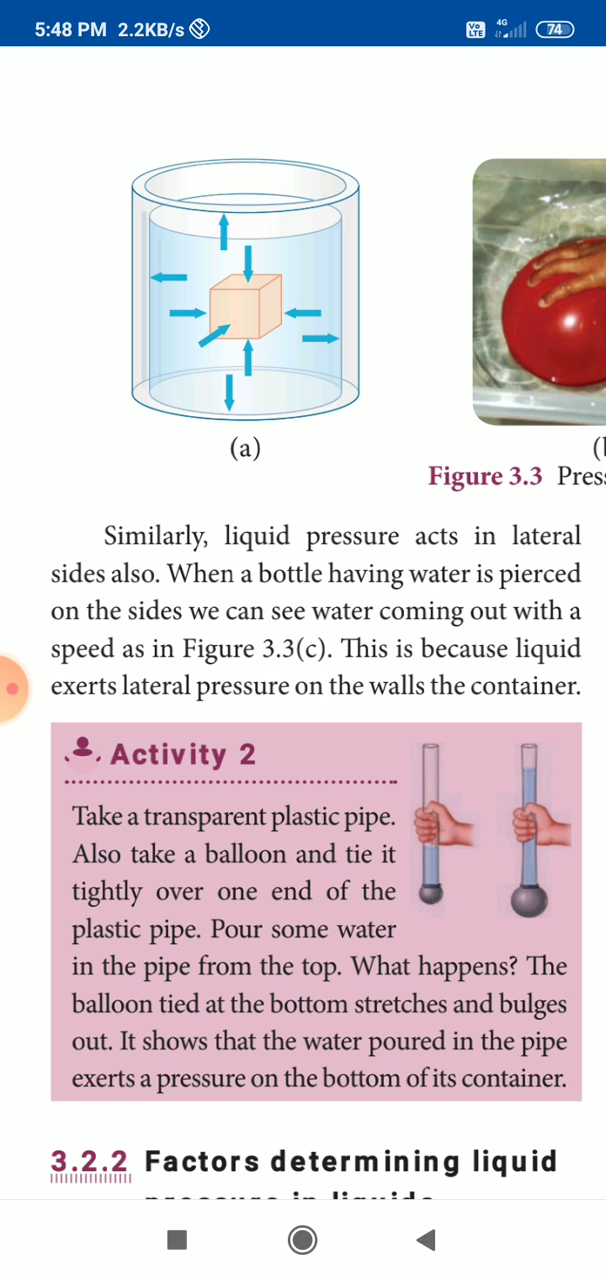 5:48 PM 2.2KB/s
Vo LTE 4G 74
(a)
Figure 3.3 Press
Similarly, liquid pressure acts in lateral
sides also. When a bottle having water is pierced
on the sides we can see water coming out with a
speed as in Figure 3.3(c). This is because liquid
exerts lateral pressure on the walls the container.
Activity 2
Take a transparent plastic pipe.
Also take a balloon and tie it
tightly over one end of the
plastic pipe. Pour some water
in the pipe from the top. What happens? The
balloon tied at the bottom stretches and bulges
out. It shows that the water poured in the pipe
exerts a pressure on the bottom of its container.
3.2.2 Factors determining liquid